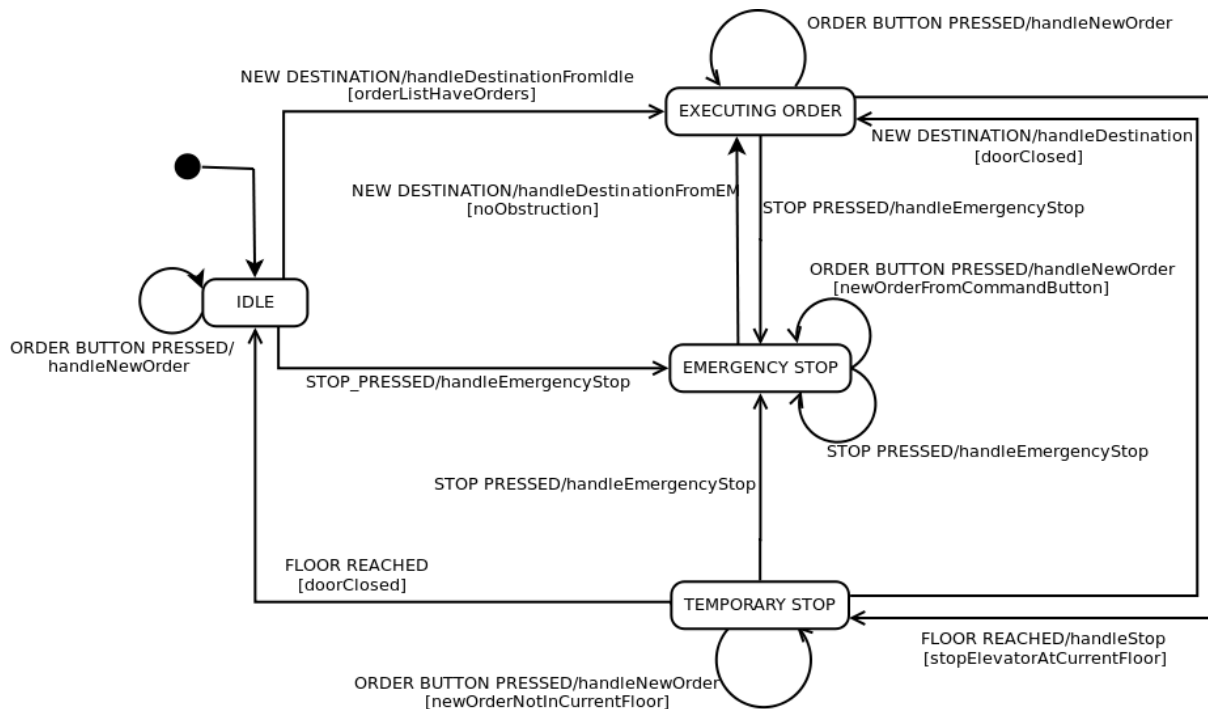 ORDER BUTTON PRESSED/handleNewOrder
NEW DESTINATION/handleDestinationFromIdle
[orderListHaveOrders]
EXECUTING ORDER
NEW DESTINATION/handleDestination
[doorClosed]
NEW DESTINATION/handleDestinationFromEM
[noObstruction]
STOP PRESSED/handleEmergencyStop
ORDER BUTTON PRESSED/handleNewOrder
[newOrderFromCommandButton]
IDLE
ORDER BUTTON PRESSED/
handleNewOrder
EMERGENCY STOP
STOP_PRESSED/handleEmergencyStop
STOP PRESSED/handleEmergencyStop
STOP PRESSED/handleEmergencyStop
FLOOR REACHED
[doorClosed]
TEMPORARY STOP
FLOOR REACHED/handleStop
[stopElevatorAtCurrentFloor]
ORDER BUTTON PRESSED/handleNewOrder
[newOrderNotInCurrentFloor]